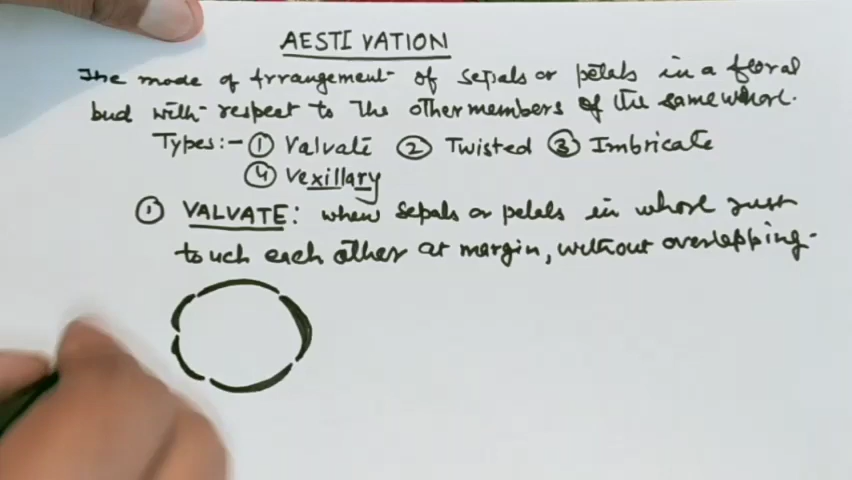 AESTIVATION
The mode of Arrangement of sepals or petals in a floral
bud with respect to the other members of the same whorl.
Types:- ① Valvate ② Twisted ③ Imbricate
④ Vexillary
① VALVATE: when sepals or petals in whorl just
touch each other at margin, without overlapping.